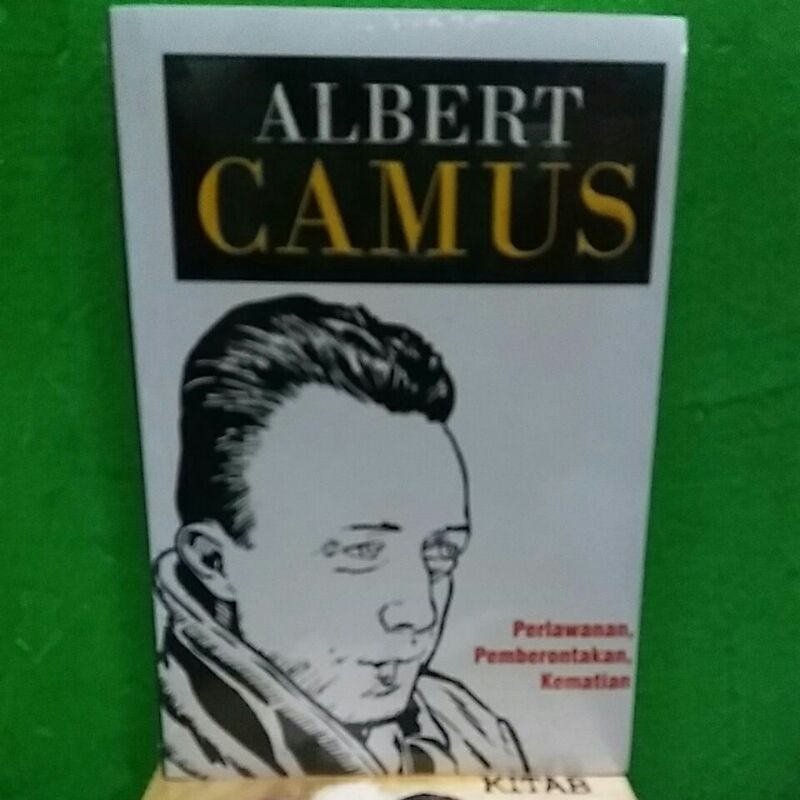 ALBERT
CAMUS
Perlawanan,
Pemberontakan,
Kematian
KITAB